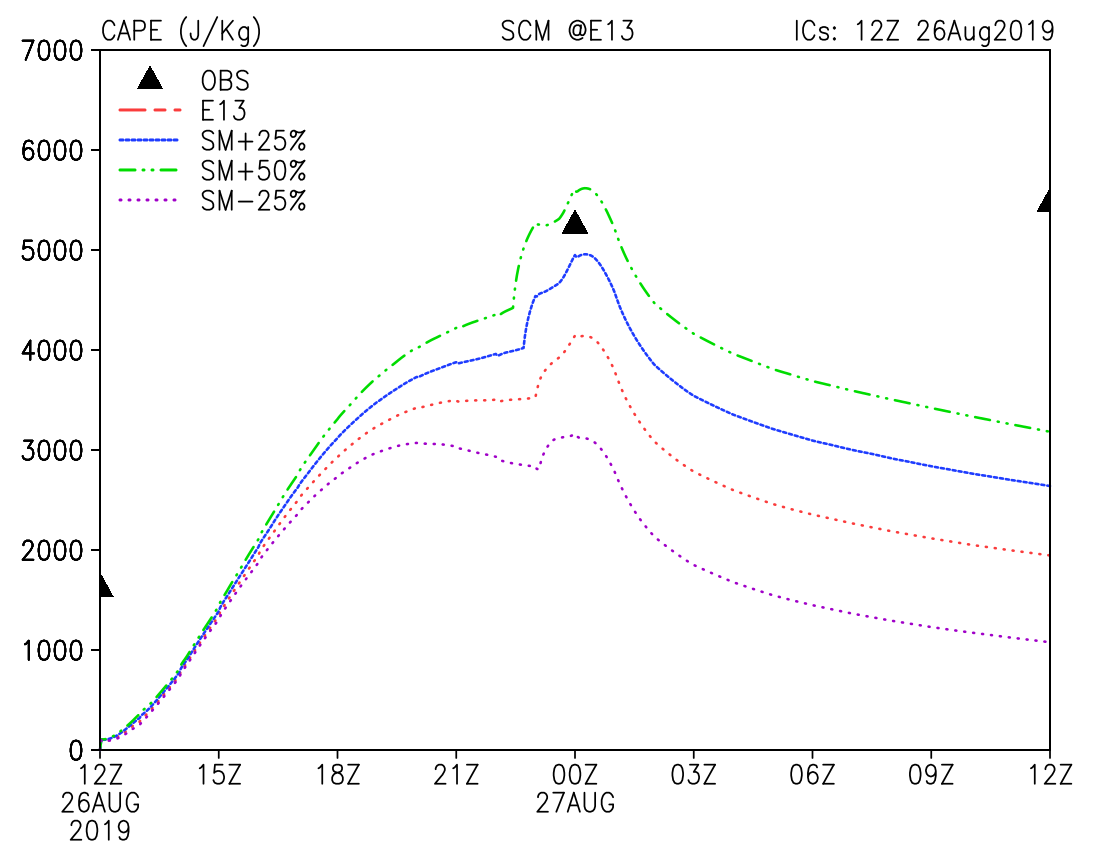 CAPE (J/Kg) SCM @E13 ICs: 12Z 26Aug2019
7000
OBS
E13
SM+25%
SM+50%
SM-25%
6000
5000
4000
3000
2000
1000
0
12Z 15Z 18Z 21Z 00Z 03Z 06Z 09Z 12Z
26AUG 27AUG
2019